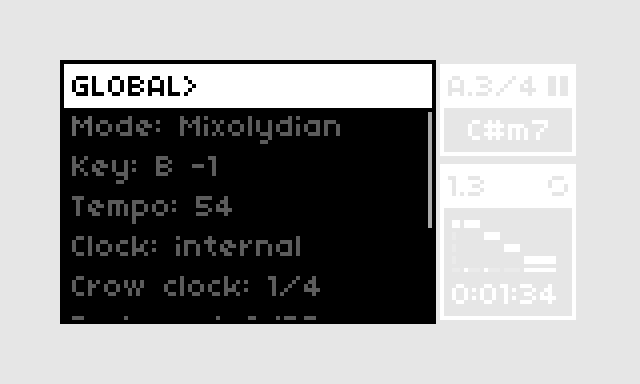 GLOBAL>
Mode: Mixolydian
Key: B -1
Tempo: 54
Clock: internal
Crow clock: 1/4
A.3/4
C#m7
1.3
0:01:34